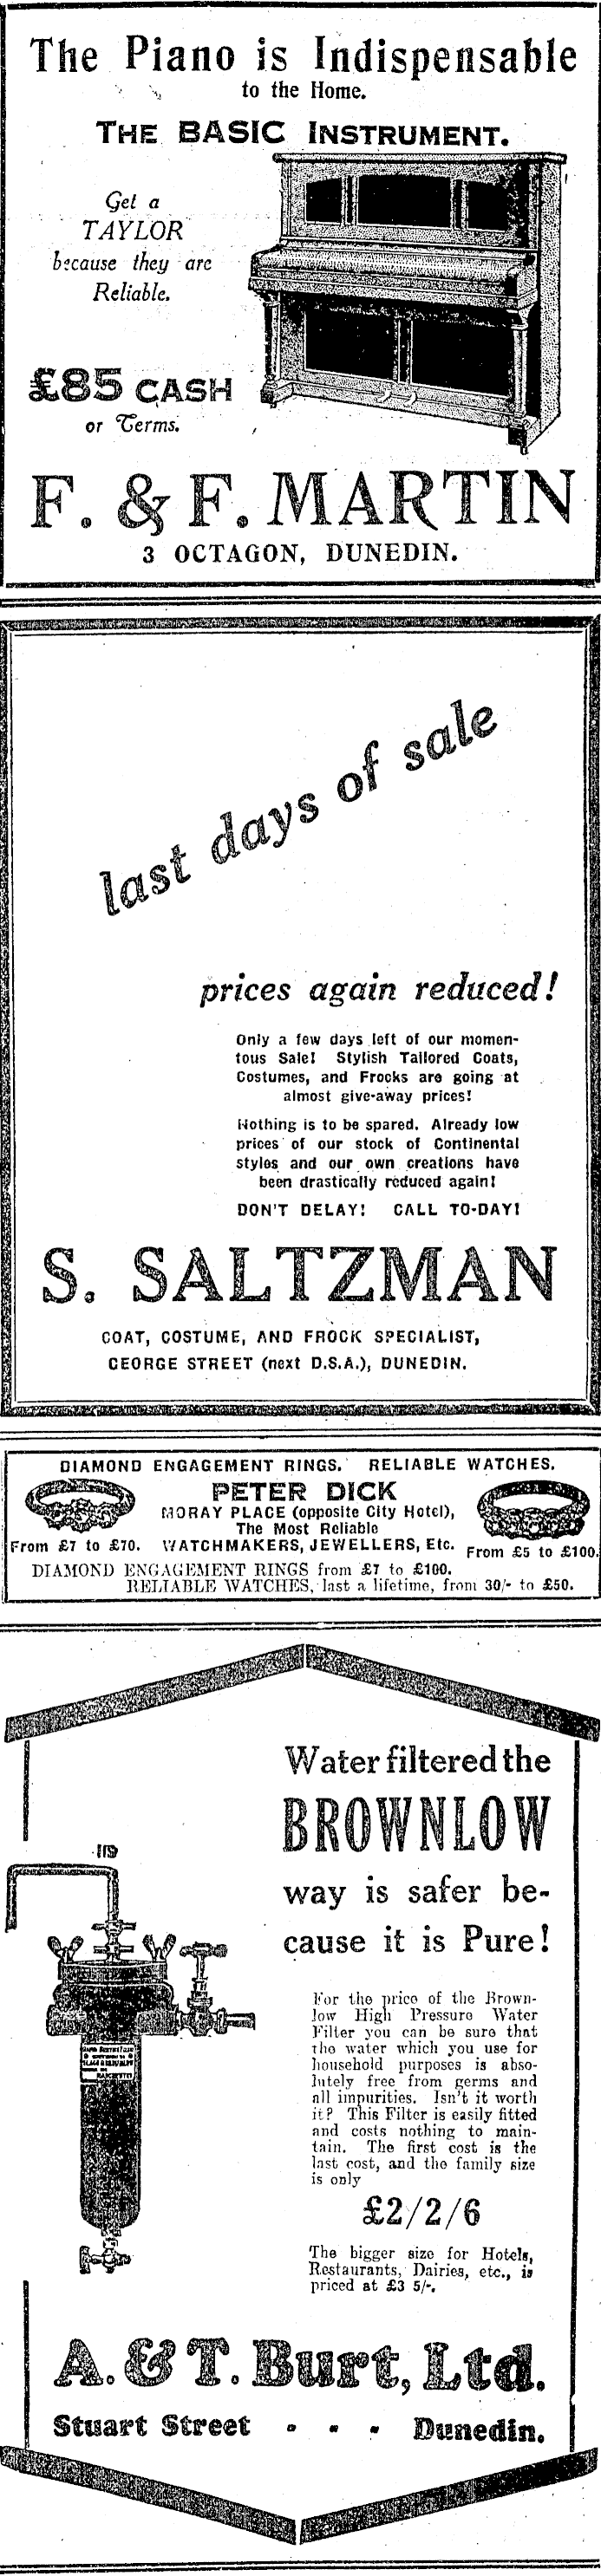 The Piano is Indispensable
to the Home.
THE BASIC INSTRUMENT.
Get a
TAYLOR
because they are
Reliable.
£85 CASH
or Terms.
F. & F. MARTIN
3 OCTAGON, DUNEDIN.
last days of sale
prices again reduced!
Only a few days left of our momen-
tous Sale! Stylish Tailored Coats,
Costumes, and Frocks are going at
almost give-away prices!
Nothing is to be spared. Already low
prices of our stock of Continental
styles and our own creations have
been drastically reduced again!
DON'T DELAY! CALL TO-DAY!
S. SALTZMAN
COAT, COSTUME, AND FROCK SPECIALIST,
GEORGE STREET (next D.S.A.), DUNEDIN.
DIAMOND ENGAGEMENT RINGS. RELIABLE WATCHES.
PETER DICK
MORAY PLACE (opposite City Hotel),
The Most Reliable
WATCHMAKERS, JEWELLERS, Etc.
From £7 to £70.
From £5 to £100.
DIAMOND ENGAGEMENT RINGS from £7 to £100.
RELIABLE WATCHES, last a lifetime, from 30/- to £50.
Water filtered the
BROWNLOW
way is safer be-
cause it is Pure!
For the price of the Brown-
low High Pressure Water
Filter you can be sure that
the water which you use for
household purposes is abso-
lutely free from germs and
all impurities. Isn't it worth
it? This Filter is easily fitted
and costs nothing to main-
tain. The first cost is the
last cost, and the family size
is only
£2/2/6
The bigger size for Hotels,
Restaurants, Dairies, etc., is
priced at £3 5/-.
A. & T. Burt, Ltd.
Stuart Street - - - Dunedin.